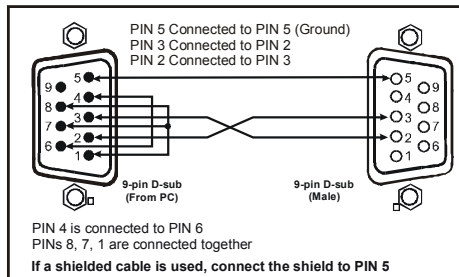 PIN 5 Connected to PIN 5 (Ground)
PIN 3 Connected to PIN 2
PIN 2 Connected to PIN 3
5
9
4
8
3
7
2
6
1
5
9
4
8
3
7
2
6
1
9-pin D-sub
(From PC)
9-pin D-sub
(Male)
PIN 4 is connected to PIN 6
PINs 8, 7, 1 are connected together
If a shielded cable is used, connect the shield to PIN 5